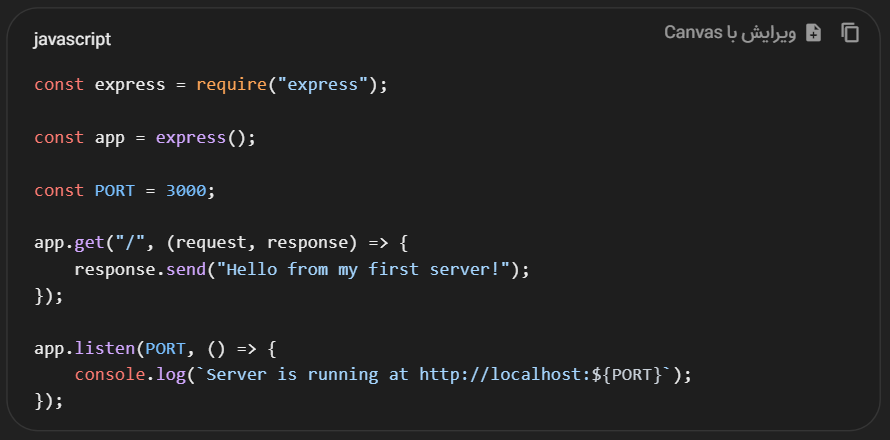 javascript
ویرایش با Canvas
const express = require("express");
const app = express();
const PORT = 3000;
app.get("/", (request, response) => {
    response.send("Hello from my first server!");
});
app.listen(PORT, () => {
    console.log(`Server is running at http://localhost:${PORT}`);
});